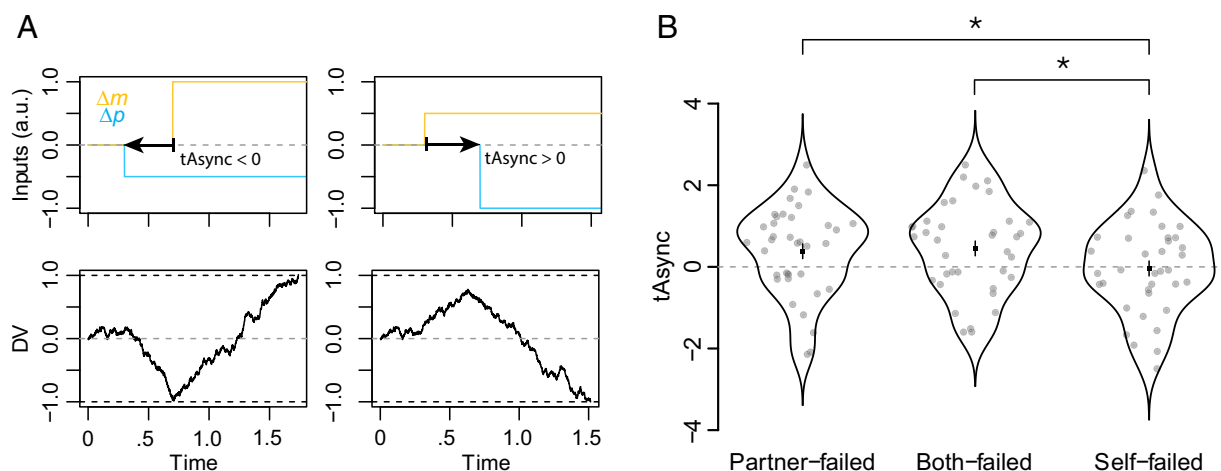 A
Inputs (a.u.)
1.0
0.0
−1.0
Δm
Δp
tAsync < 0
tAsync > 0
DV
1.0
0.0
−1.0
0 .5 1.0 1.5
Time
1.0
0.0
−1.0
1.0
0.0
−1.0
0 .5 1.0 1.5
Time
B
* 
*
tAsync
4
2
0
−2
−4
Partner−failed Both−failed Self−failed